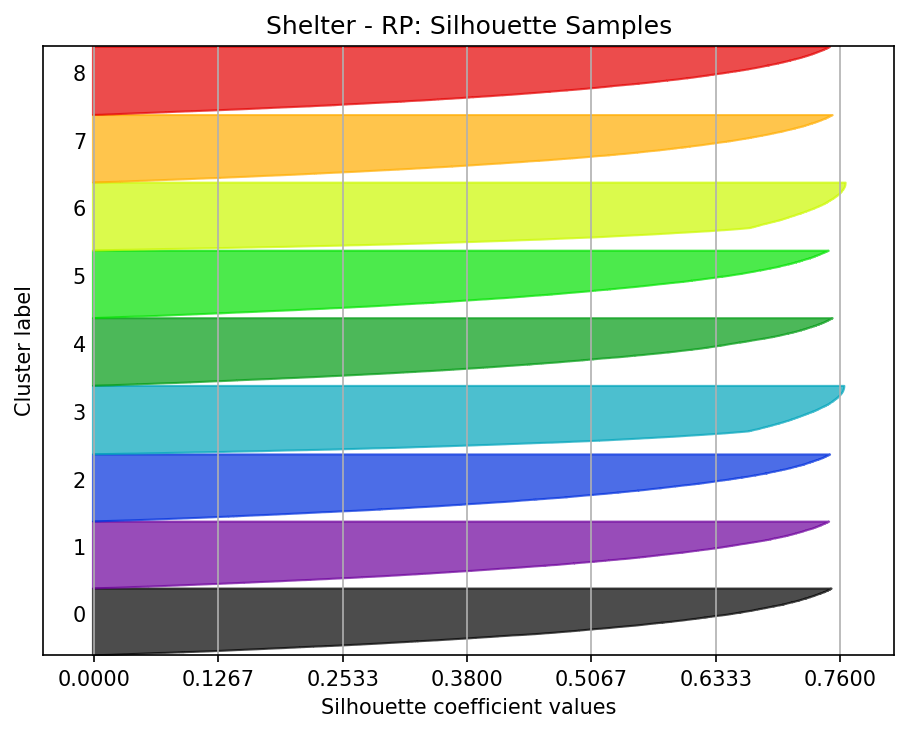 Shelter - RP: Silhouette Samples
Cluster label
8
7
6
5
4
3
2
1
0
0.0000 0.1267 0.2533 0.3800 0.5067 0.6333 0.7600
Silhouette coefficient values